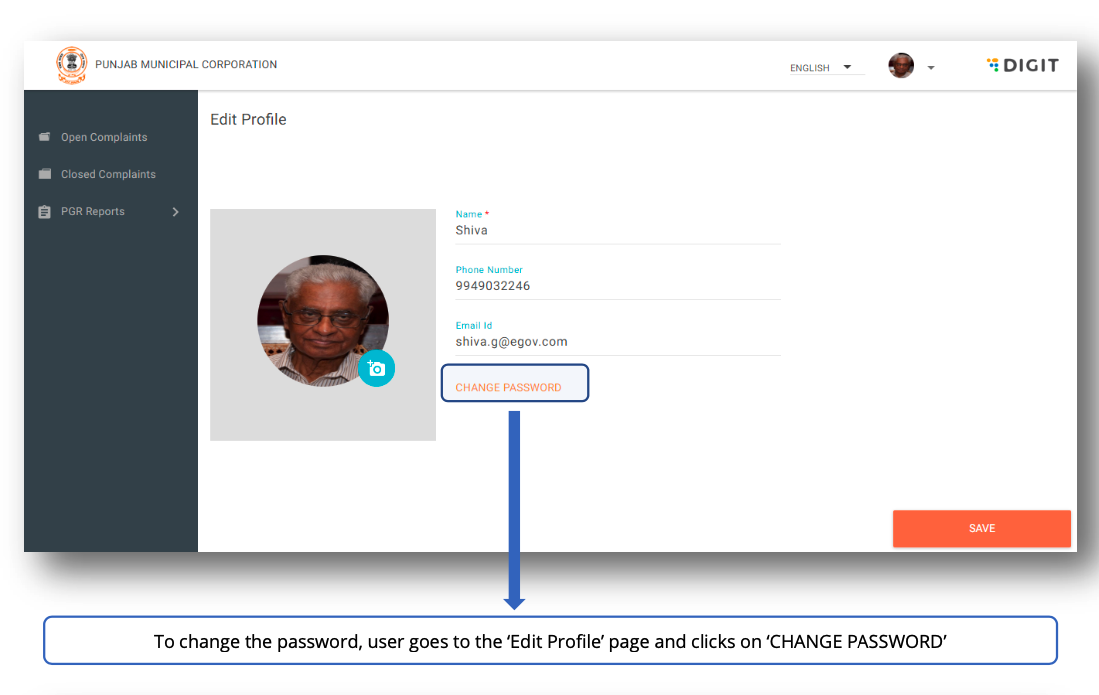 PUNJAB MUNICIPAL CORPORATION
ENGLISH
DIGIT
Open Complaints
Closed Complaints
PGR Reports
Edit Profile
Name *
Shiva
Phone Number
9949032246
Email Id
shiva.g@egov.com
CHANGE PASSWORD
SAVE
To change the password, user goes to the ‘Edit Profile’ page and clicks on ‘CHANGE PASSWORD’